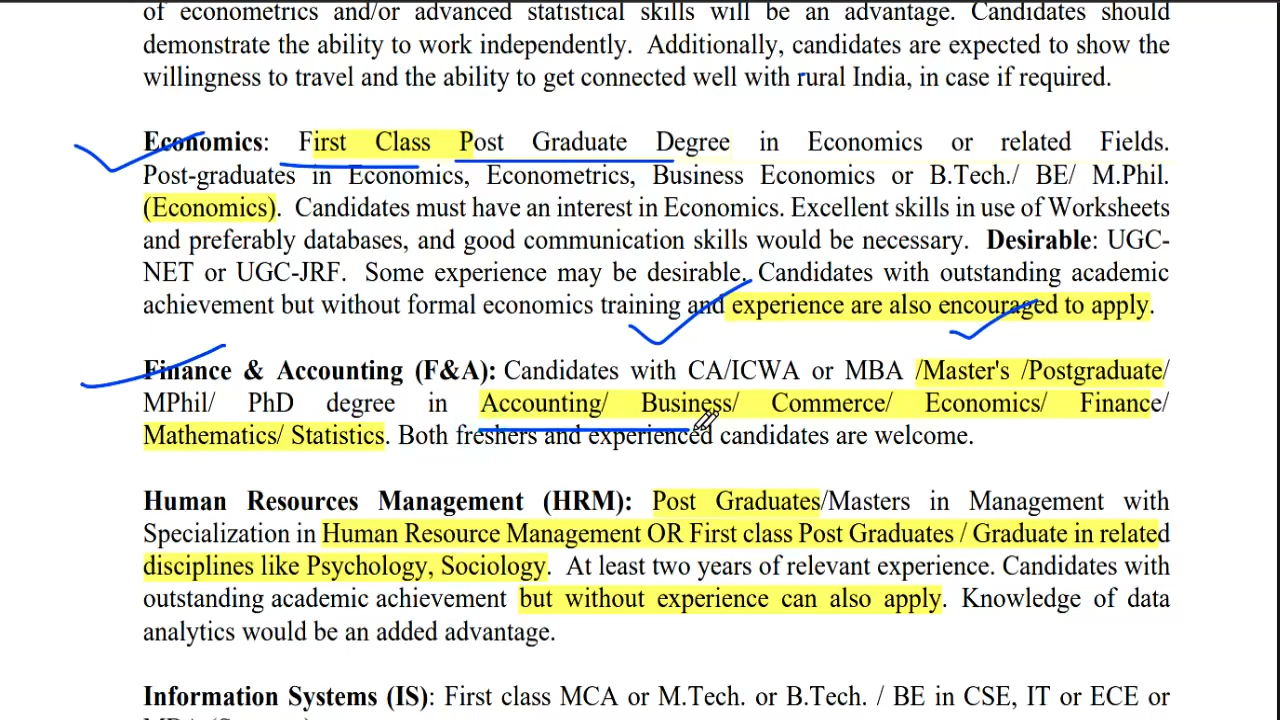 of econometrics and/or advanced statistical skills will be an advantage. Candidates should
demonstrate the ability to work independently. Additionally, candidates are expected to show the
willingness to travel and the ability to get connected well with rural India, in case if required.
Economics: First Class Post Graduate Degree in Economics or related Fields.
Post-graduates in Economics, Econometrics, Business Economics or B.Tech./ BE/ M.Phil.
(Economics). Candidates must have an interest in Economics. Excellent skills in use of Worksheets
and preferably databases, and good communication skills would be necessary. Desirable: UGC-
NET or UGC-JRF. Some experience may be desirable. Candidates with outstanding academic
achievement but without formal economics training and experience are also encouraged to apply.
Finance & Accounting (F&A): Candidates with CA/ICWA or MBA /Master's /Postgraduate/
MPhil/ PhD degree in Accounting/ Business/ Commerce/ Economics/ Finance/
Mathematics/ Statistics. Both freshers and experienced candidates are welcome.
Human Resources Management (HRM): Post Graduates/Masters in Management with
Specialization in Human Resource Management OR First class Post Graduates / Graduate in related
disciplines like Psychology, Sociology. At least two years of relevant experience. Candidates with
outstanding academic achievement but without experience can also apply. Knowledge of data
analytics would be an added advantage.
Information Systems (IS): First class MCA or M.Tech. or B.Tech. / BE in CSE, IT or ECE or